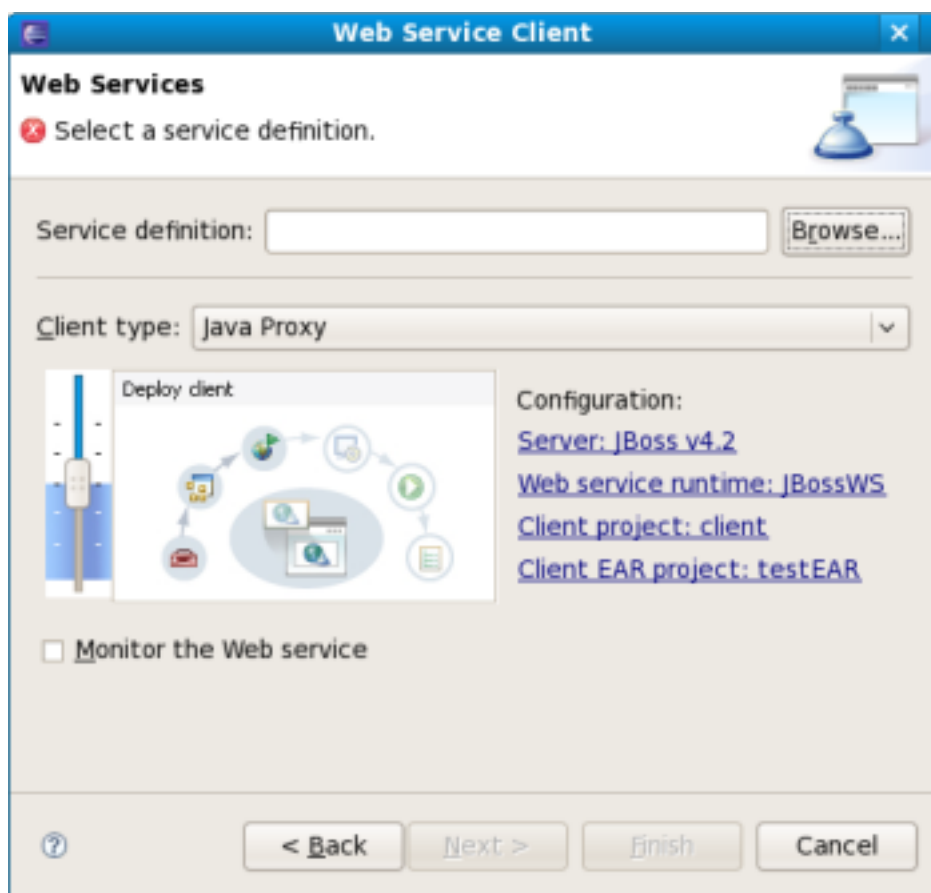 Web Service Client
Web Services
Select a service definition.
Service definition:
Browse...
Client type: Java Proxy
Deploy client
Configuration:
Server: JBoss v4.2
Web service runtime: JBossWS
Client project: client
Client EAR project: testEAR
Monitor the Web service
< Back
Next >
Finish
Cancel